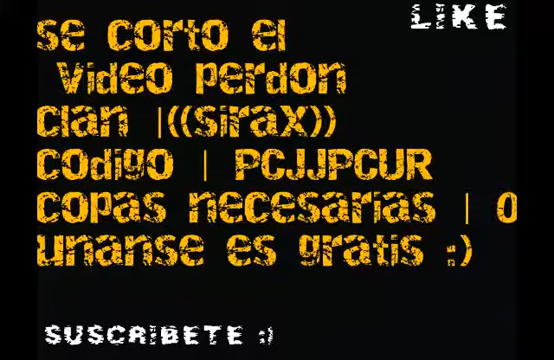 LIKE
se corto el
video perdon
clan |((sirax))
codigo | PCJJPCUR
copas necesarias | 0
unanse es gratis :)
SUSCRIBETE :)